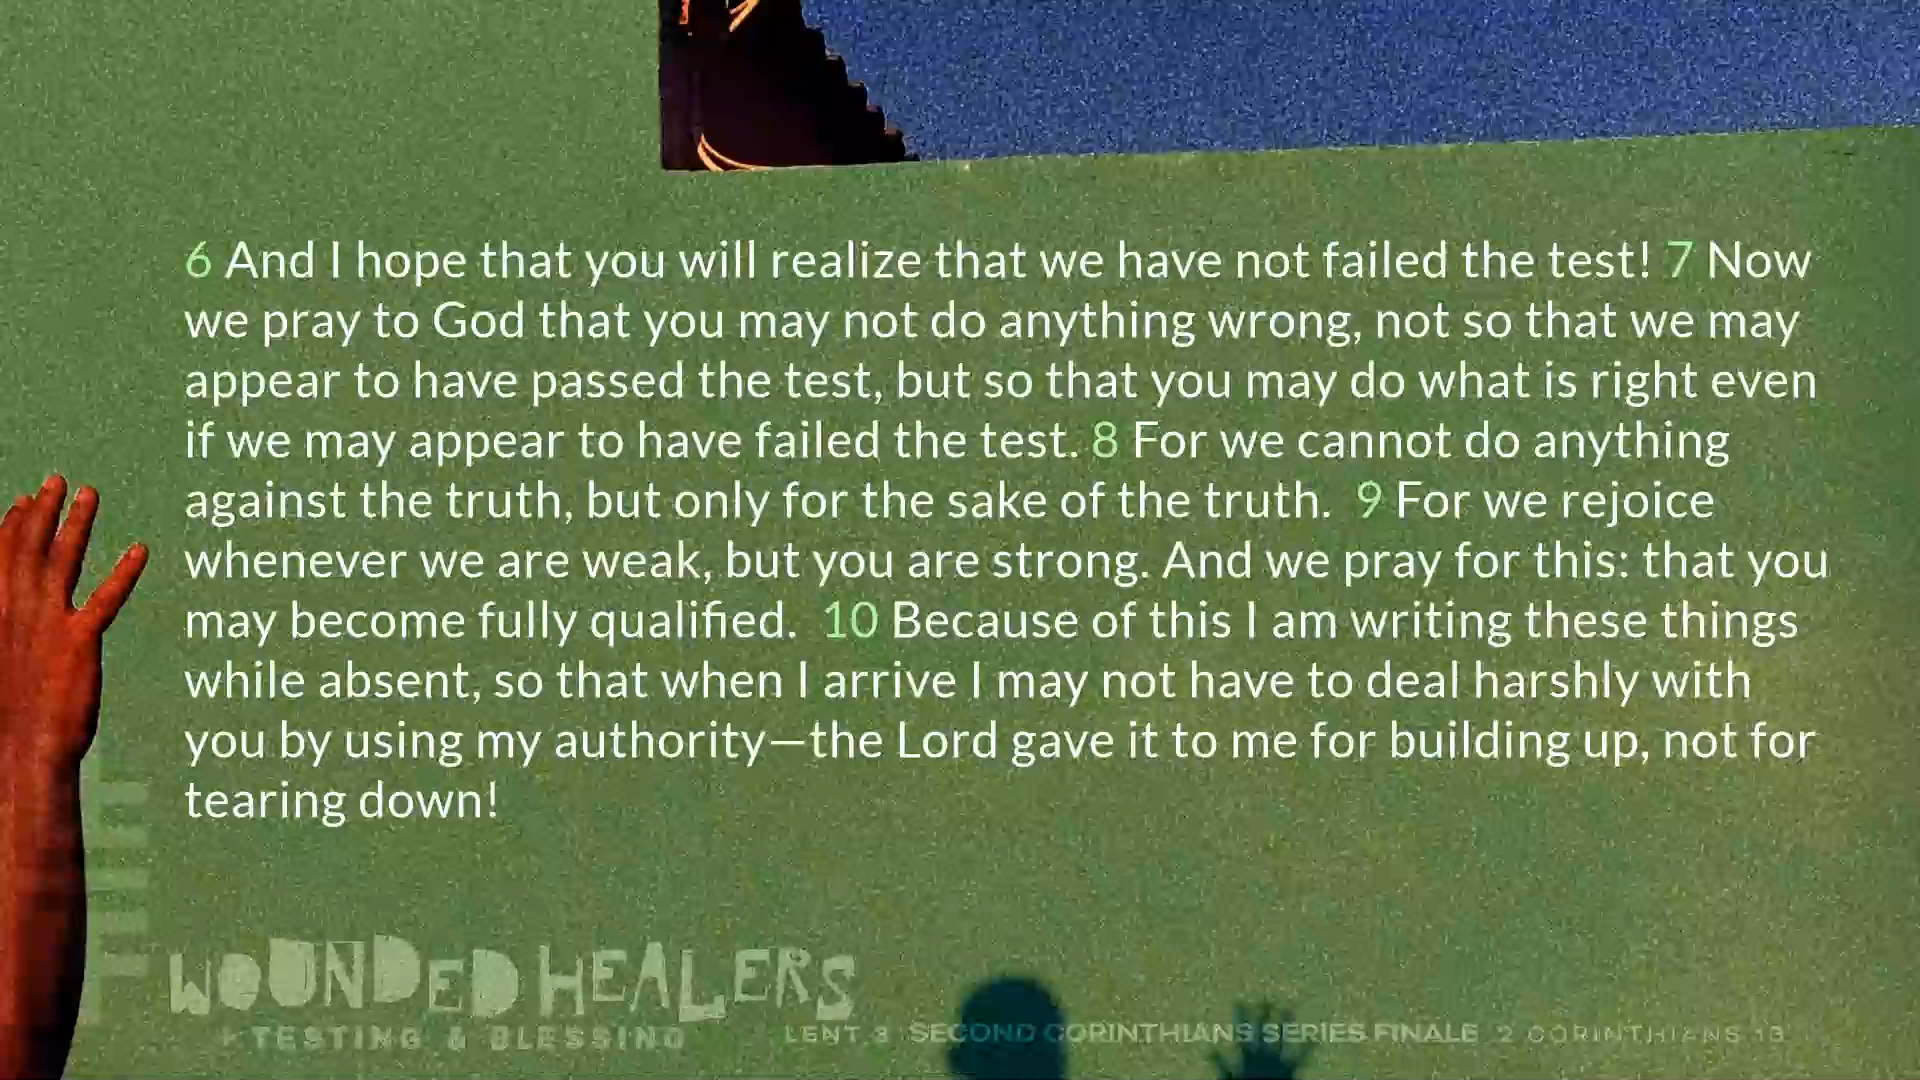 6 And I hope that you will realize that we have not failed the test! 7 Now
we pray to God that you may not do anything wrong, not so that we may
appear to have passed the test, but so that you may do what is right even
if we may appear to have failed the test. 8 For we cannot do anything
against the truth, but only for the sake of the truth. 9 For we rejoice
whenever we are weak, but you are strong. And we pray for this: that you
may become fully qualified. 10 Because of this I am writing these things
while absent, so that when I arrive I may not have to deal harshly with
you by using my authority—the Lord gave it to me for building up, not for
tearing down!
WOUNDED HEALERS
+ TESTING & BLESSING LENT 3 SECOND CORINTHIANS SERIES FINALE 2 CORINTHIANS 13